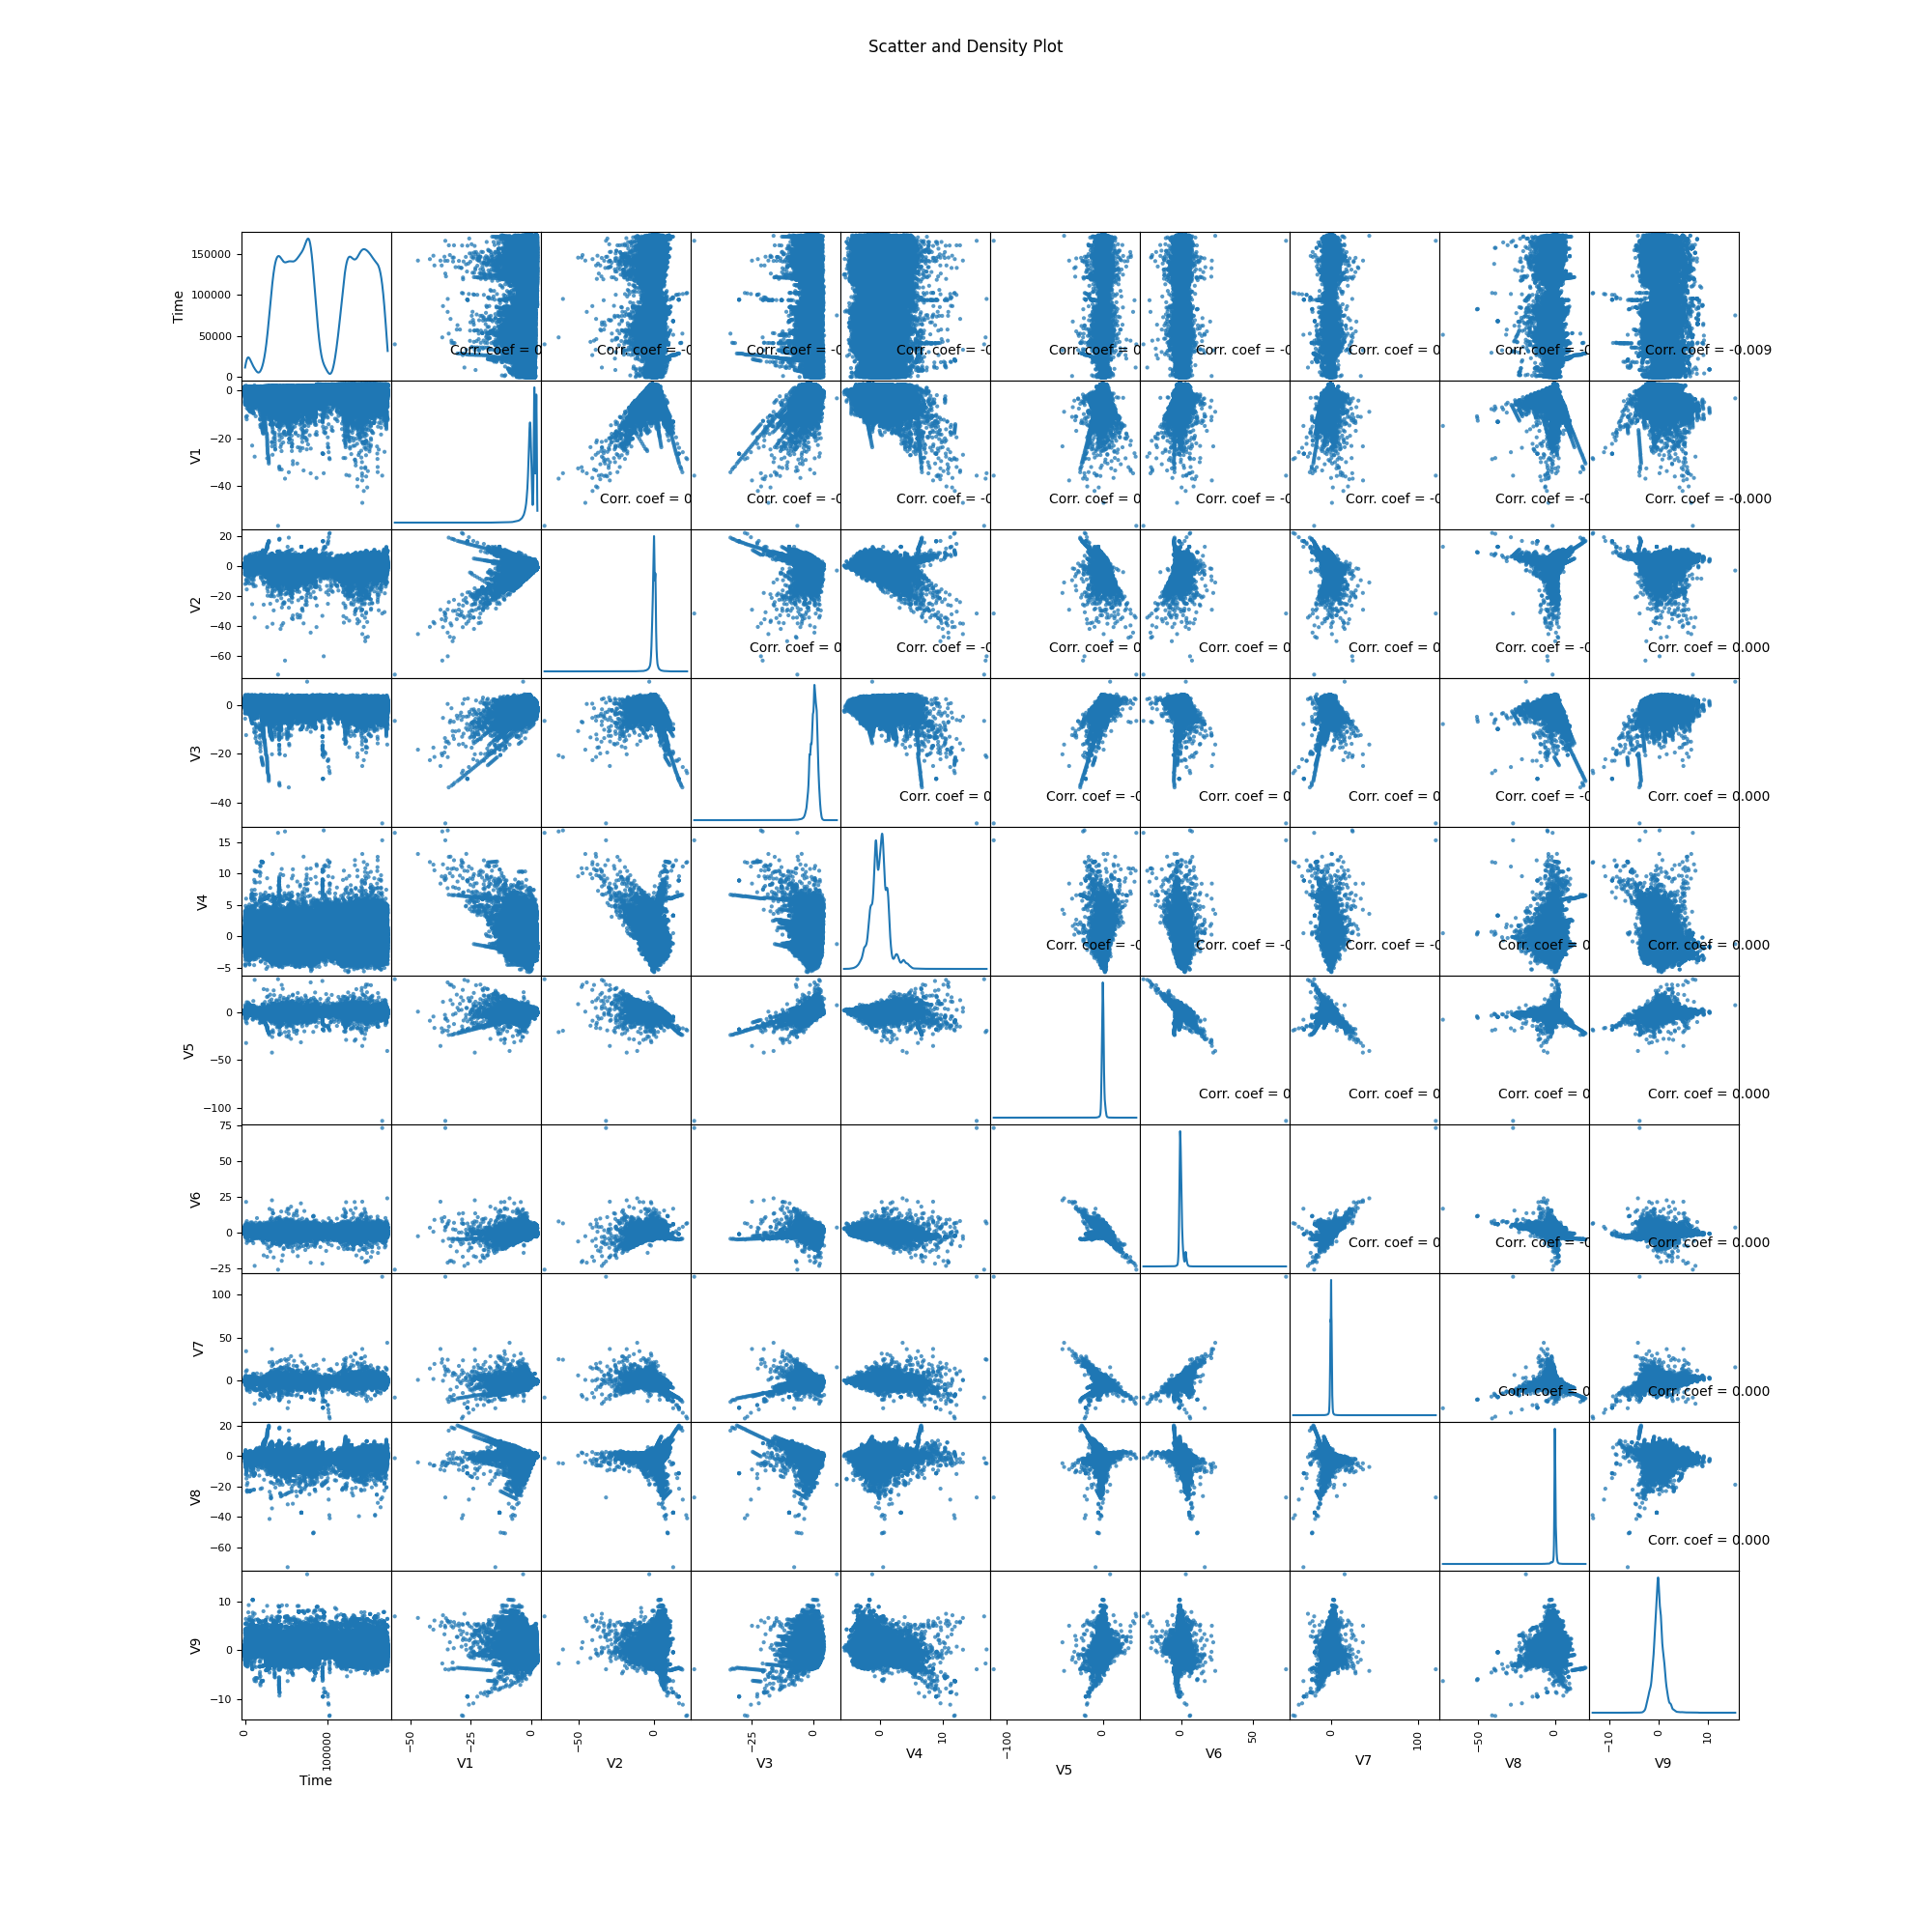 Scatter and Density Plot
Time
150000
100000
50000
0
Corr. coef = 0
Corr. coef = -0
Corr. coef = -0
Corr. coef = -0
Corr. coef = 0
Corr. coef = -0
Corr. coef = 0
Corr. coef = -0
Corr. coef = -0.009
V1
0
−20
−40
Corr. coef = 0
Corr. coef = -0
Corr. coef = -0
Corr. coef = 0
Corr. coef = -0
Corr. coef = -0
Corr. coef = -0
Corr. coef = -0.000
V2
20
0
−20
−40
−60
Corr. coef = 0
Corr. coef = -0
Corr. coef = 0
Corr. coef = 0
Corr. coef = 0
Corr. coef = -0
Corr. coef = 0.000
V3
0
−20
−40
Corr. coef = 0
Corr. coef = -0
Corr. coef = 0
Corr. coef = 0
Corr. coef = -0
Corr. coef = 0.000
V4
15
10
5
0
−5
Corr. coef = -0
Corr. coef = -0
Corr. coef = -0
Corr. coef = 0
Corr. coef = 0.000
V5
0
−50
−100
Corr. coef = 0
Corr. coef = 0
Corr. coef = 0
Corr. coef = 0.000
V6
75
50
25
0
−25
Corr. coef = 0
Corr. coef = -0
Corr. coef = 0.000
V7
100
50
0
Corr. coef = 0
Corr. coef = 0.000
V8
20
0
−20
−40
−60
Corr. coef = 0.000
V9
10
0
−10
0
100000
−50
−25
0
−50
0
−25
0
0
10
−100
0
0
50
0
100
−50
0
−10
0
10
Time
V1
V2
V3
V4
V5
V6
V7
V8
V9